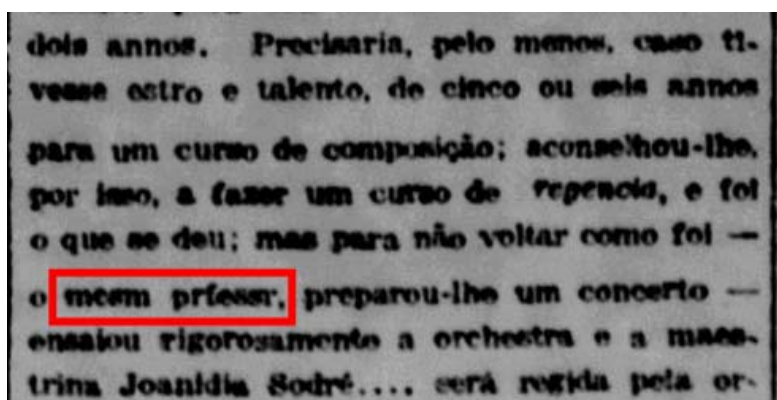 dois annos. Precisaria, pelo menos, caso ti-
vesse estro e talento, de cinco ou seis annos
para um curso de composição; aconselhou-lhe,
por isso, a fazer um curso de regencia, e foi
o que se deu; mas para não voltar como foi —
o mesm prfessr, preparou-lhe um concerto —
ensaiou rigorosamente a orchestra e a maes-
trina Joanidia Sodré.... será regida pela or-